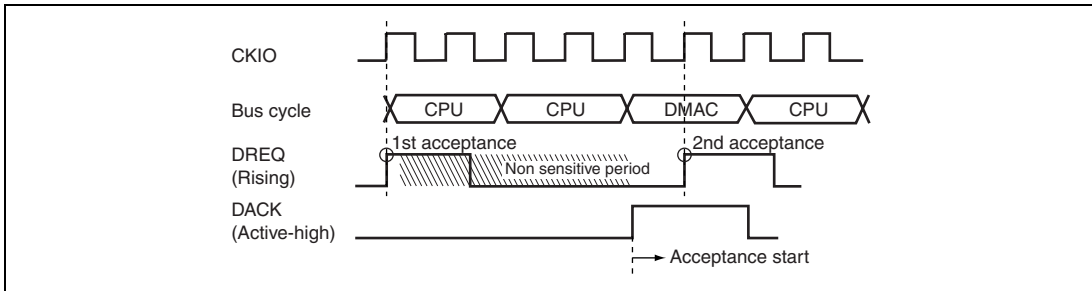 CKIO
Bus cycle
CPU
CPU
DMAC
CPU
1st acceptance
2nd acceptance
DREQ
(Rising)
Non sensitive period
DACK
(Active-high)
Acceptance start